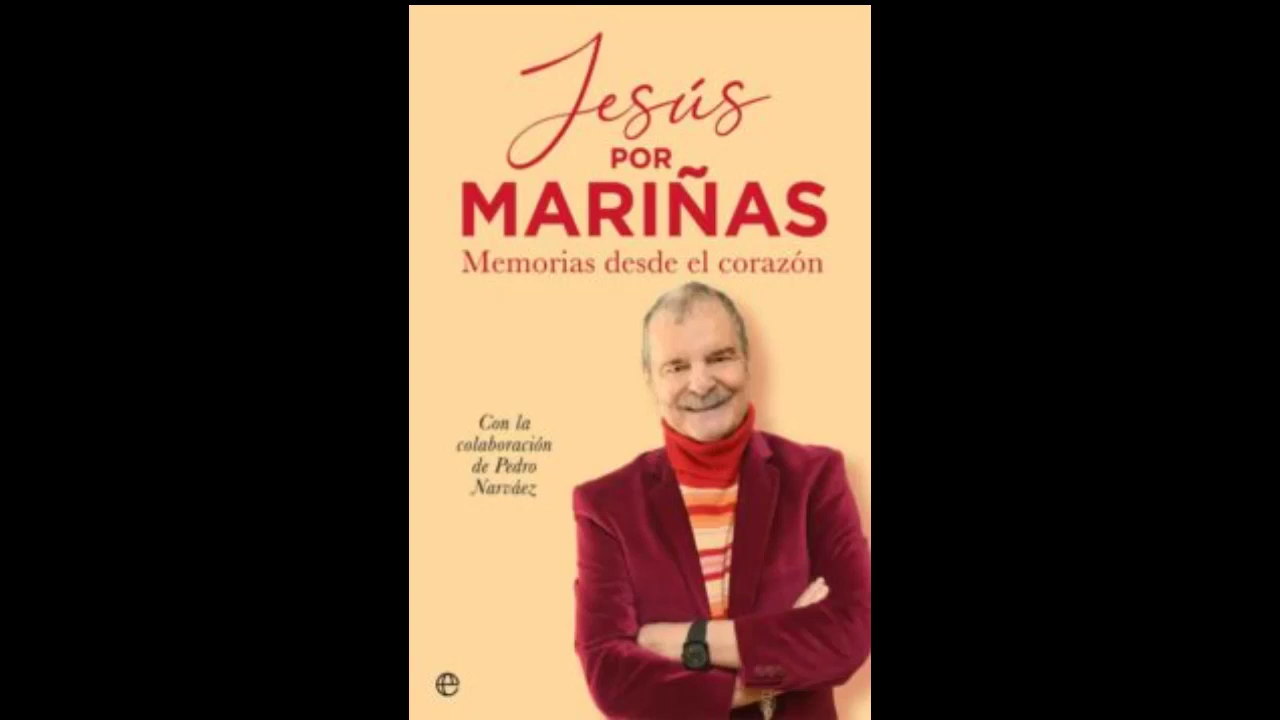 Jesús
POR
MARIÑAS
Memorias desde el corazón
Con la
colaboración
de Pedro
Narváez